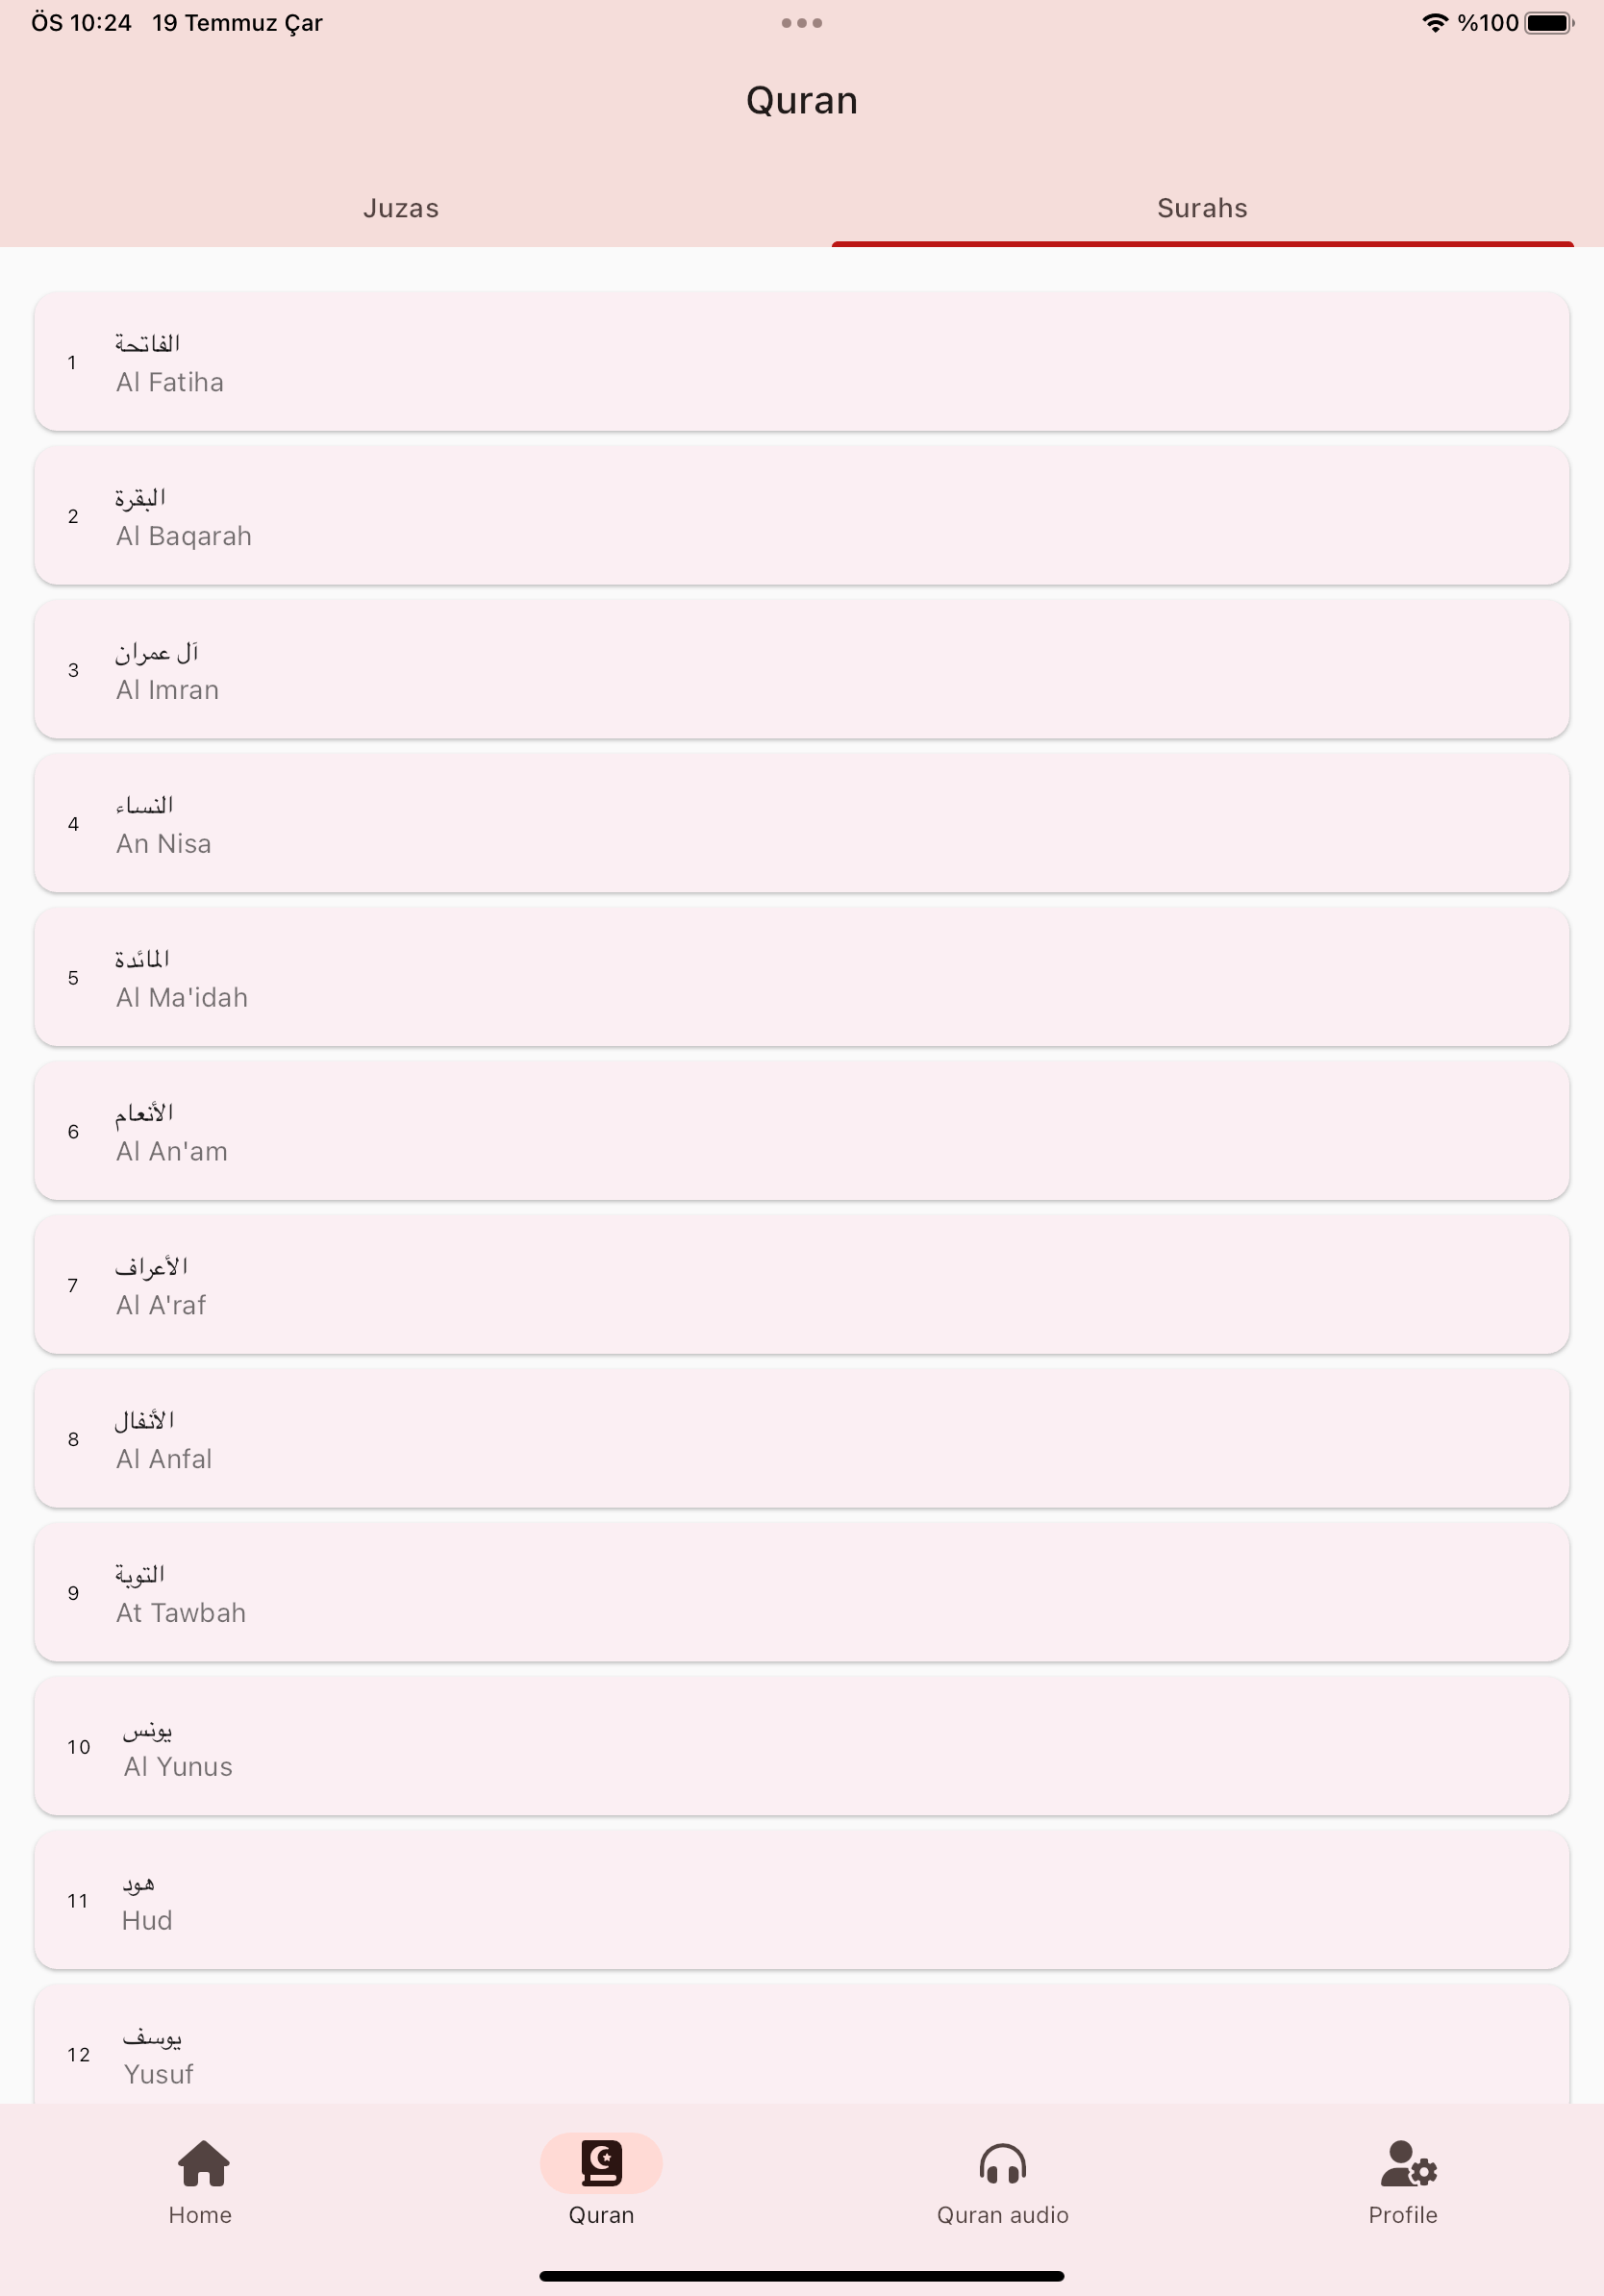 ÖS 10:24 19 Temmuz Çar %100
Quran
Juzas Surahs
1
الفاتحة
Al Fatiha
2
البقرة
Al Baqarah
3
آل عمران
Al Imran
4
النساء
An Nisa
5
المائدة
Al Ma'idah
6
الأنعام
Al An'am
7
الأعراف
Al A'raf
8
الأنفال
Al Anfal
9
التوبة
At Tawbah
10
يونس
Al Yunus
11
هود
Hud
12
يوسف
Yusuf
Home Quran Quran audio Profile